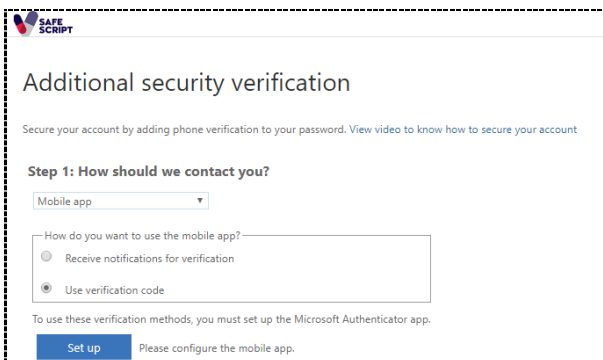 SAFE
SCRIPT
Additional security verification
Secure your account by adding phone verification to your password. View video to know how to secure your account
Step 1: How should we contact you?
Mobile app
How do you want to use the mobile app?
Receive notifications for verification
Use verification code
To use these verification methods, you must set up the Microsoft Authenticator app.
Set up Please configure the mobile app.